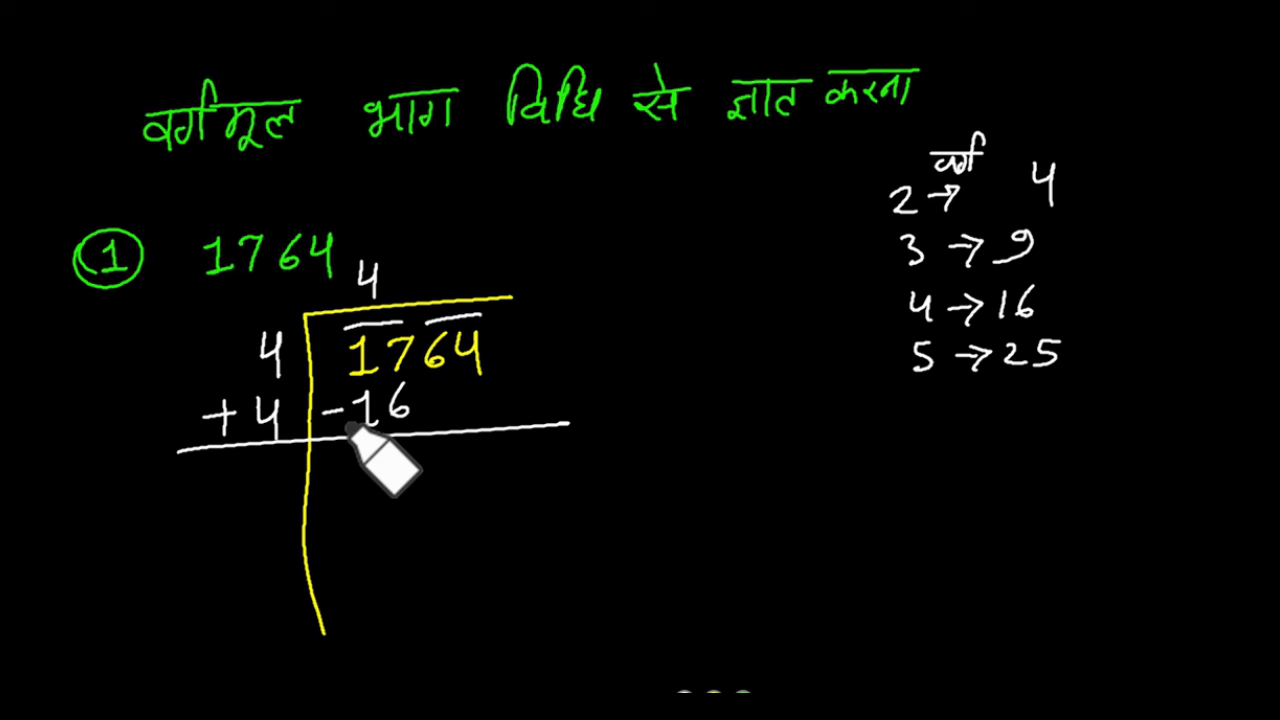 वर्गमूल भाग विधि से ज्ञात करना
वर्ग
2 → 4
3 → 9
4 → 16
5 → 25
① 1764
4
4 1764
+ 4 - 16